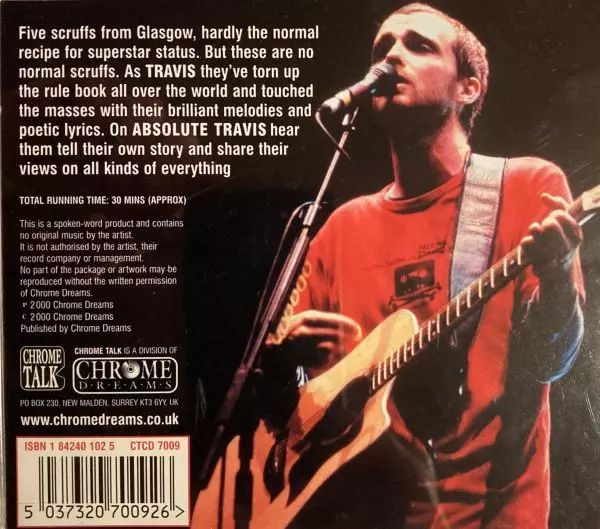 Five scruffs from Glasgow, hardly the normal
recipe for superstar status. But these are no
normal scruffs. As TRAVIS they've torn up
the rule book all over the world and touched
the masses with their brilliant melodies and
poetic lyrics. On ABSOLUTE TRAVIS hear
them tell their own story and share their
views on all kinds of everything
TOTAL RUNNING TIME: 30 MINS (APPROX)
This is a spoken-word product and contains
no original music by the artist.
It is not authorised by the artist, their
record company or management.
No part of the package or artwork may be
reproduced without the written permission
of Chrome Dreams.
P 2000 Chrome Dreams
C 2000 Chrome Dreams
Published by Chrome Dreams
CHROME
TALK
CHROME TALK IS A DIVISION OF
CHROME
DREAMS
PO BOX 230, NEW MALDEN, SURREY KT3 6YY, UK
www.chromedreams.co.uk
ISBN 1 84240 102 5 CTCD 7009
5 037320 700926 >